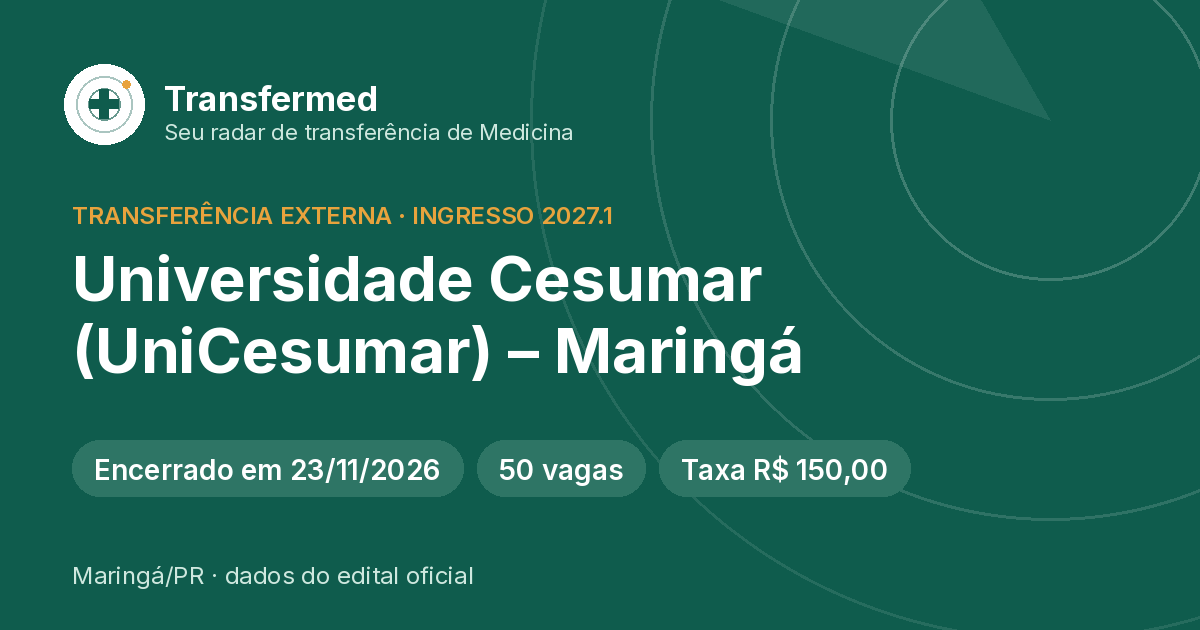 Transfermed
Seu radar de transferência de Medicina
TRANSFERÊNCIA EXTERNA · INGRESSO 2027.1
Universidade Cesumar
(UniCesumar) – Maringá
Encerrado em 23/11/2026
50 vagas
Taxa R$ 150,00
Maringá/PR · dados do edital oficial